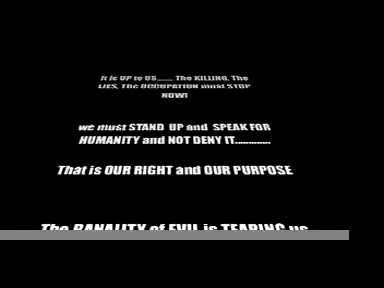 It is UP to US....... The KILLING, The
LIES, The OCCUPATION must STOP
NOW!
we must STAND UP and SPEAK FOR
HUMANITY and NOT DENY IT.............
That is OUR RIGHT and OUR PURPOSE
The BANALITY of EVIL is TEARING us